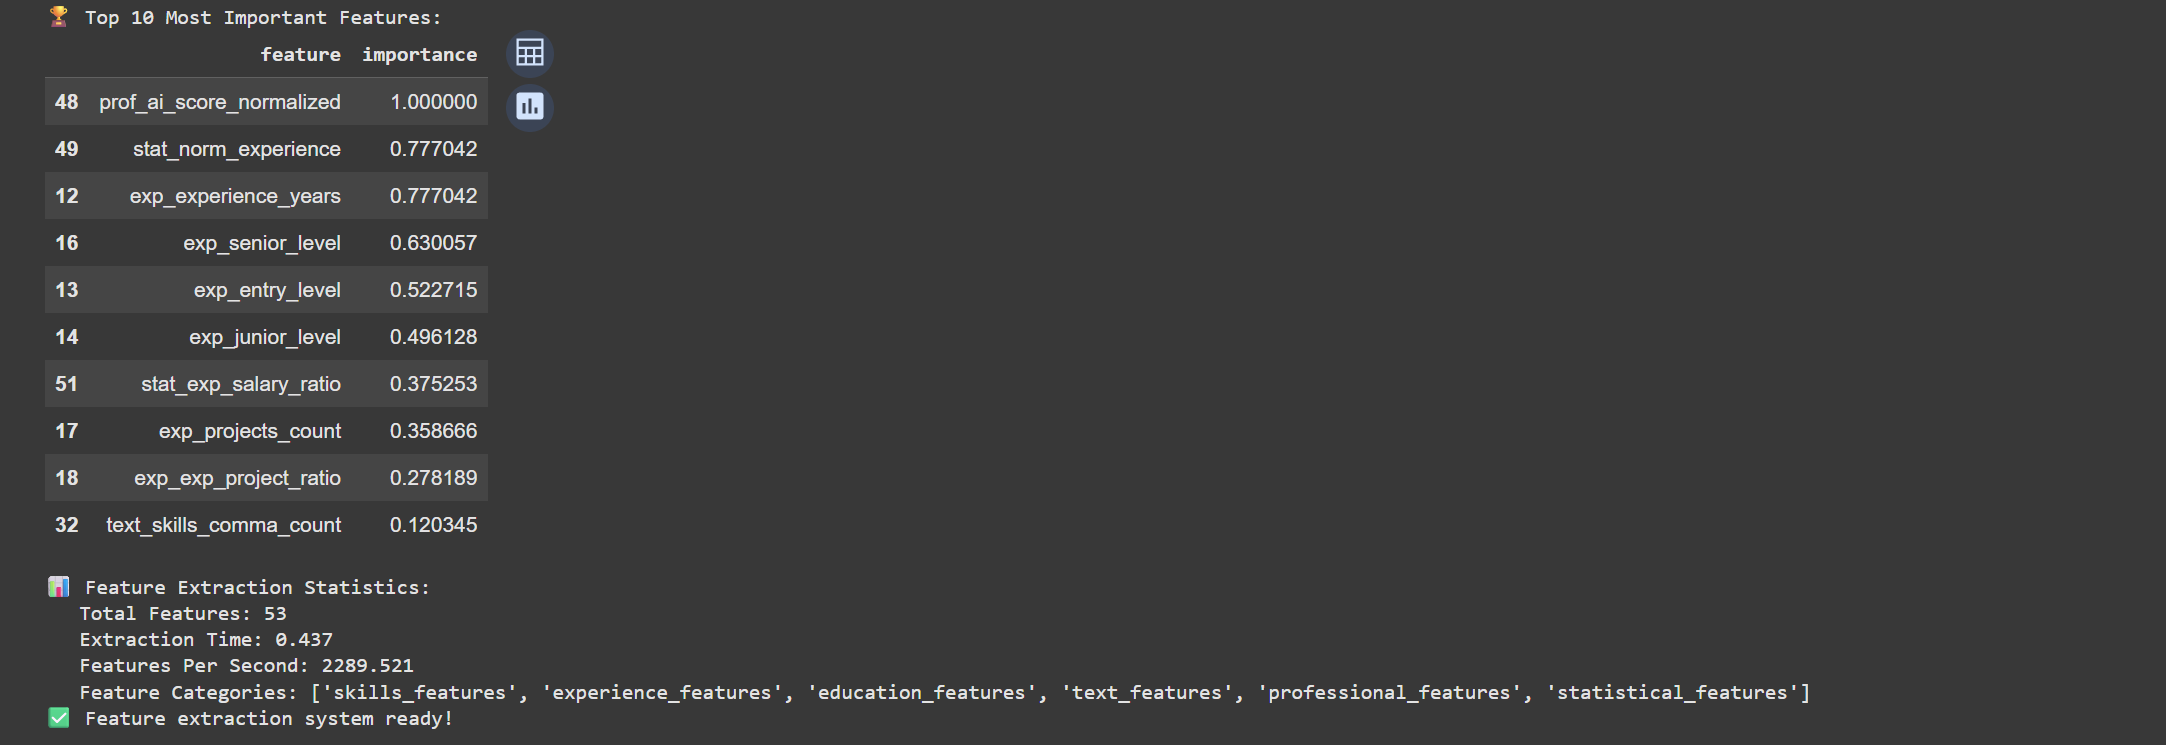 🏆 Top 10 Most Important Features:
feature importance
48 prof_ai_score_normalized 1.000000
49 stat_norm_experience 0.777042
12 exp_experience_years 0.777042
16 exp_senior_level 0.630057
13 exp_entry_level 0.522715
14 exp_junior_level 0.496128
51 stat_exp_salary_ratio 0.375253
17 exp_projects_count 0.358666
18 exp_exp_project_ratio 0.278189
32 text_skills_comma_count 0.120345
📊 Feature Extraction Statistics:
Total Features: 53
Extraction Time: 0.437
Features Per Second: 2289.521
Feature Categories: ['skills_features', 'experience_features', 'education_features', 'text_features', 'professional_features', 'statistical_features']
✅ Feature extraction system ready!